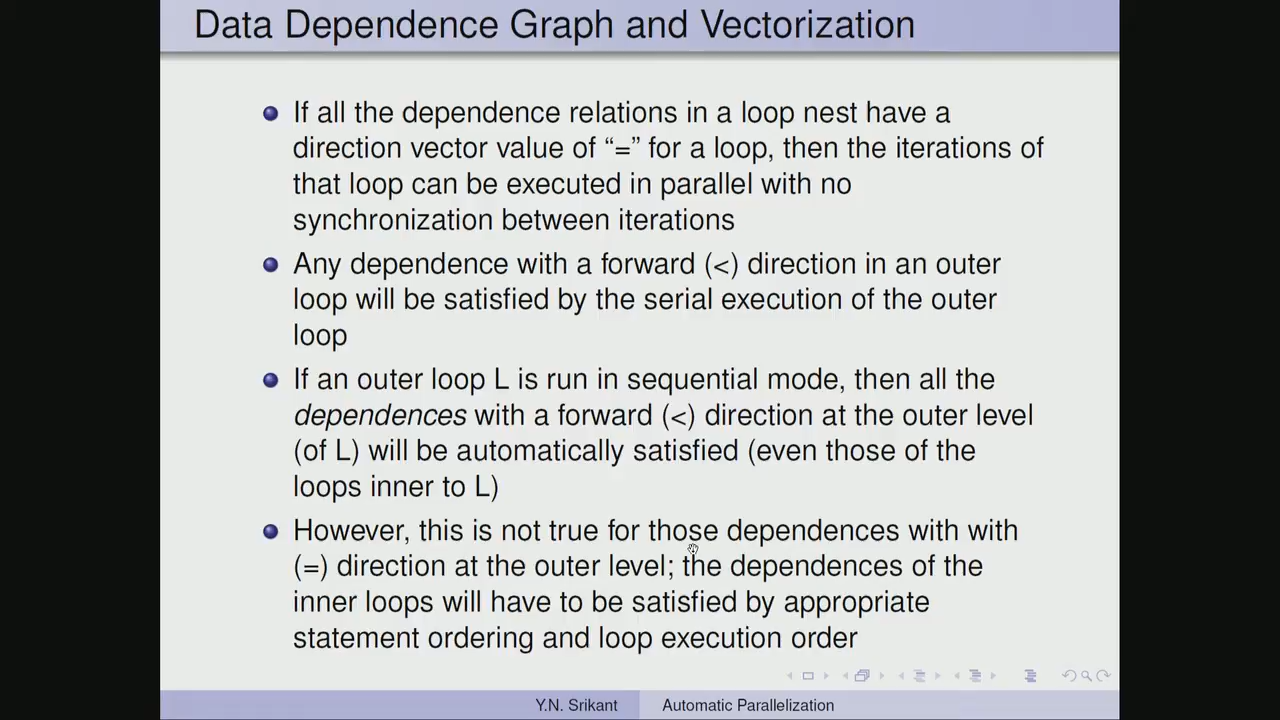 Data Dependence Graph and Vectorization
If all the dependence relations in a loop nest have a
direction vector value of “=” for a loop, then the iterations of
that loop can be executed in parallel with no
synchronization between iterations
Any dependence with a forward (<) direction in an outer
loop will be satisfied by the serial execution of the outer
loop
If an outer loop L is run in sequential mode, then all the
dependences with a forward (<) direction at the outer level
(of L) will be automatically satisfied (even those of the
loops inner to L)
However, this is not true for those dependences with with
(=) direction at the outer level; the dependences of the
inner loops will have to be satisfied by appropriate
statement ordering and loop execution order
Y.N. Srikant
Automatic Parallelization